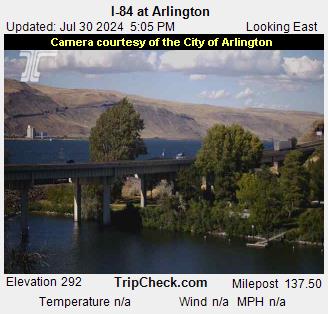 I-84 at Arlington
Updated: Jul 30 2024 5:05 PM Looking East
Camera courtesy of the City of Arlington
Elevation 292 TripCheck.com Milepost 137.50
Temperature n/a Wind n/a MPH n/a